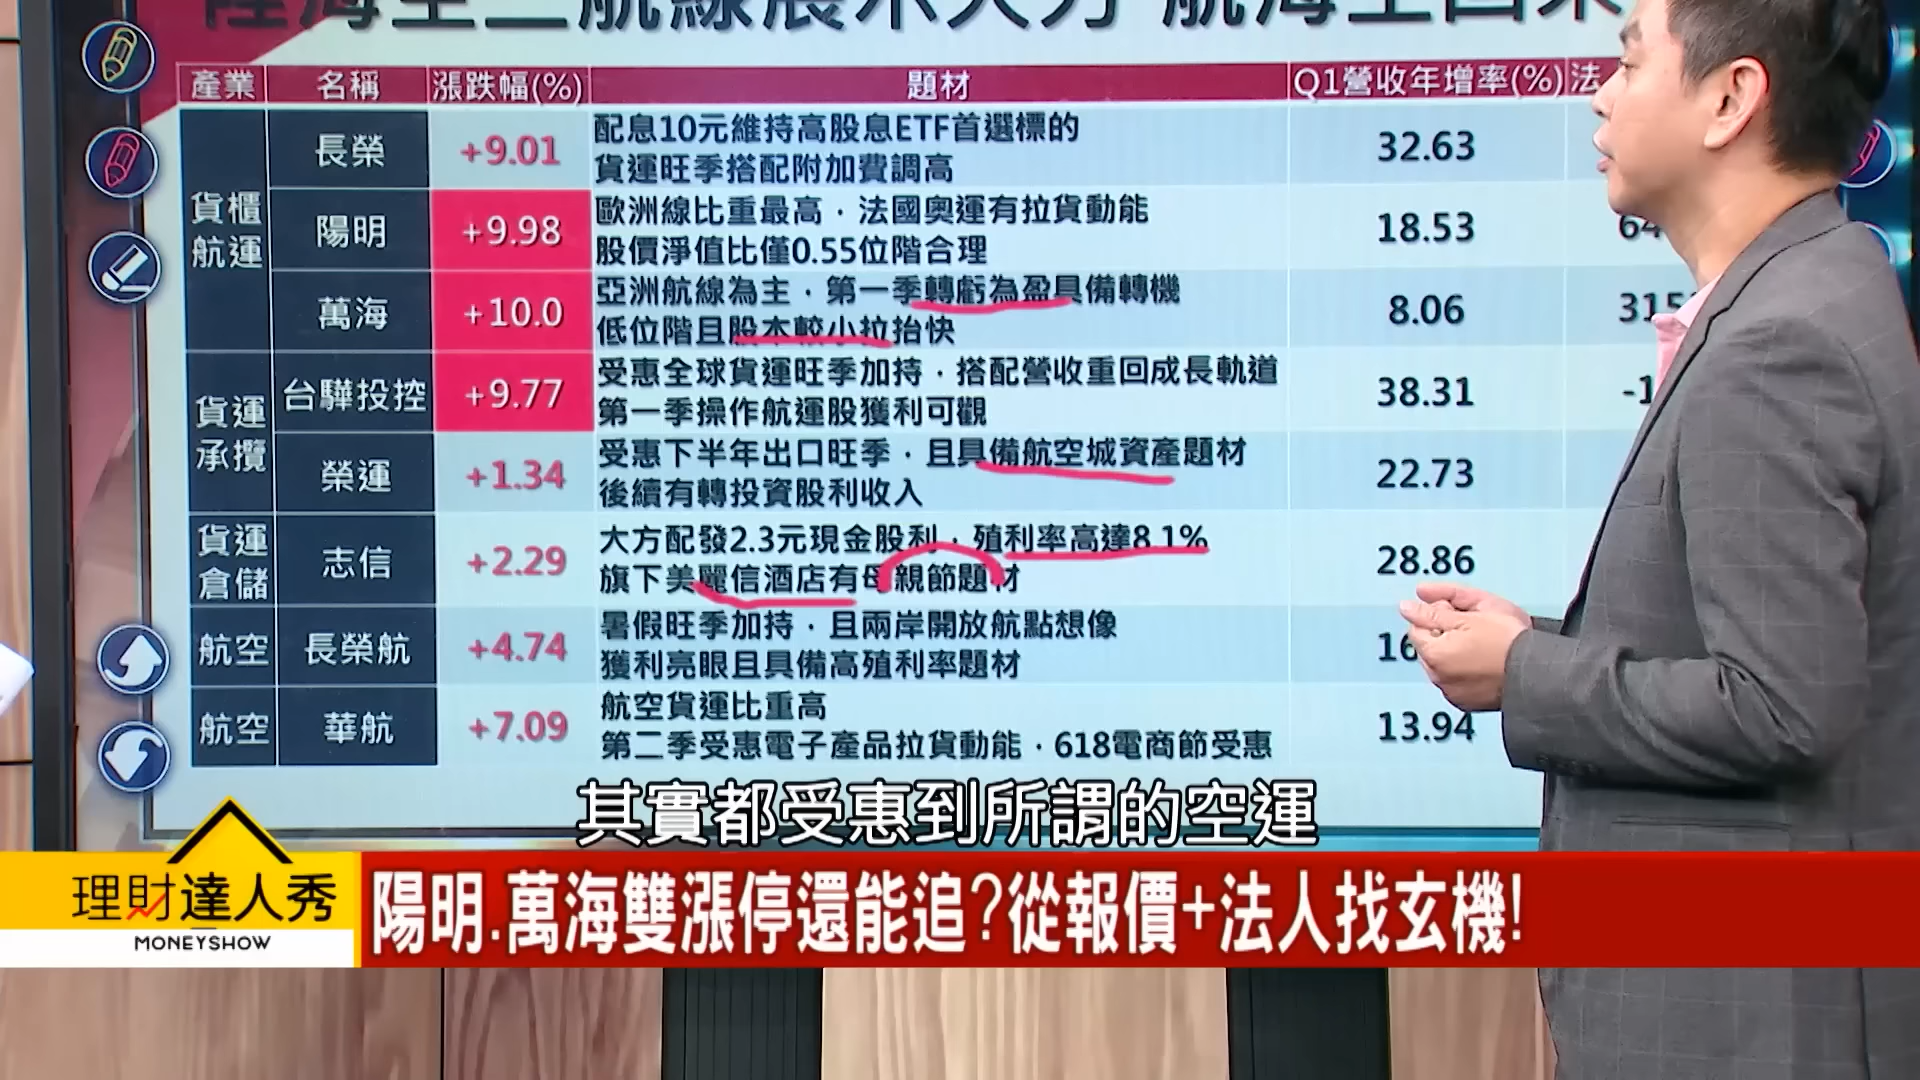 產業 名稱 漲跌幅(%) 題材 Q1營收年增率(%) 法
貨櫃航運
長榮 +9.01 配息10元維持高股息ETF首選標的
貨運旺季搭配附加費調高 32.63
陽明 +9.98 歐洲線比重最高，法國奧運有拉貨動能
股價淨值比僅0.55位階合理 18.53 64
萬海 +10.0 亞洲航線為主，第一季轉虧為盈具備轉機
低位階且股本較小拉抬快 8.06 315
貨運承攬
台驊投控 +9.77 受惠全球貨運旺季加持，搭配營收重回成長軌道
第一季操作航運股獲利可觀 38.31 -1
榮運 +1.34 受惠下半年出口旺季，且具備航空城資產題材
後續有轉投資股利收入 22.73
貨運倉儲
志信 +2.29 大方配發2.3元現金股利，殖利率高達8.1%
旗下美麗信酒店有母親節題材 28.86
航空 長榮航 +4.74 暑假旺季加持，且兩岸開放航點想像
獲利亮眼且具備高殖利率題材 16
航空 華航 +7.09 航空貨運比重高
第二季受惠電子產品拉貨動能，618電商節受惠 13.94
其實都受惠到所謂的空運
理財達人秀
MONEYSHOW
陽明.萬海雙漲停還能追?從報價+法人找玄機!